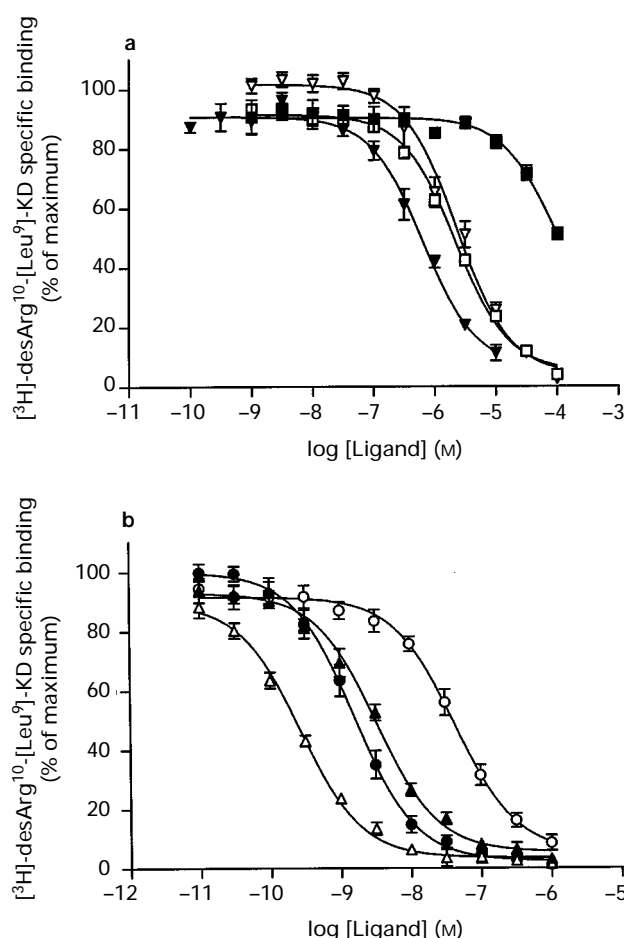 a
[³H]-desArg¹⁰-[Leu⁹]-KD specific binding
(% of maximum)
100
80
60
40
20
0
−11 −10 −9 −8 −7 −6 −5 −4 −3
log [Ligand] (M)
b
[³H]-desArg¹⁰-[Leu⁹]-KD specific binding
(% of maximum)
100
80
60
40
20
0
−12 −11 −10 −9 −8 −7 −6 −5
log [Ligand] (M)